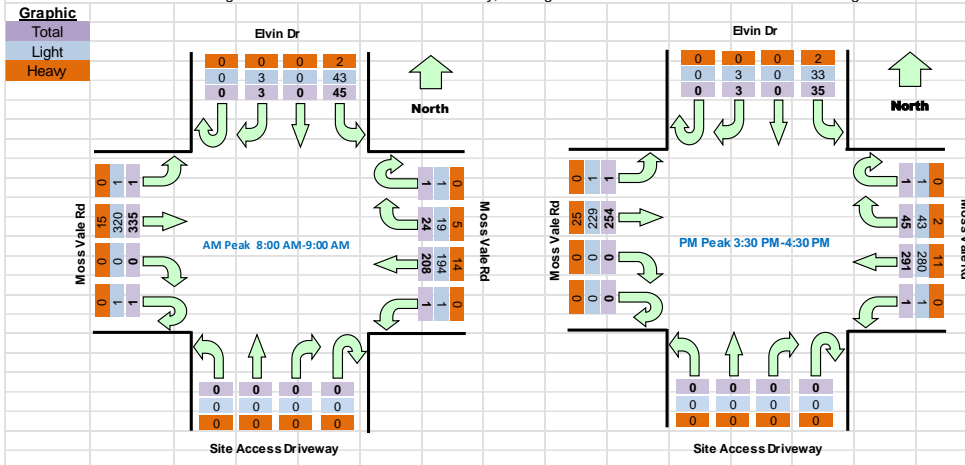 Graphic
Total
Light
Heavy
Elvin Dr
0 0 0 2
0 3 0 43
0 3 0 45
North
Moss Vale Rd
0 1 1
15 320 335
0 0 0
0 1 1
AM Peak 8:00 AM-9:00 AM
1 1 0
24 19 5
208 194 14
1 1 0
Moss Vale Rd
0 0 0 0
0 0 0 0
0 0 0 0
Site Access Driveway
Elvin Dr
0 0 0 2
0 3 0 33
0 3 0 35
North
Moss Vale Rd
0 1 1
25 229 254
0 0 0
0 0 0
PM Peak 3:30 PM-4:30 PM
1 1 0
45 43 2
291 280 11
1 1 0
Moss Vale Rd
0 0 0 0
0 0 0 0
0 0 0 0
Site Access Driveway